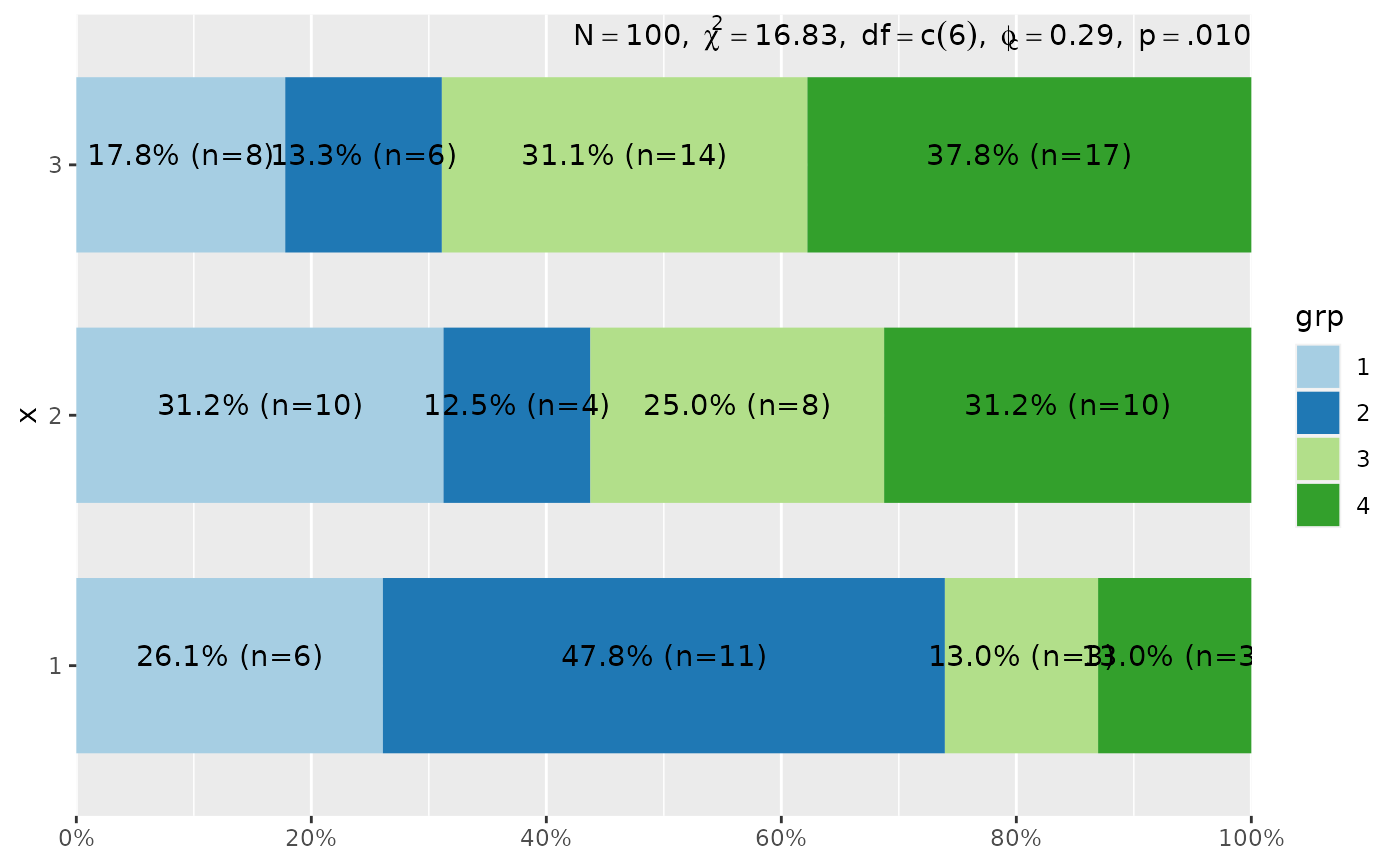 N = 100, χ² = 16.83, df = c(6), ϕc = 0.29, p = .010
3
17.8% (n=8) 13.3% (n=6) 31.1% (n=14) 37.8% (n=17)
grp
1
2
3
4
x
2
31.2% (n=10) 12.5% (n=4) 25.0% (n=8) 31.2% (n=10)
1
26.1% (n=6) 47.8% (n=11) 13.0% (n=3) 13.0% (n=3
0% 20% 40% 60% 80% 100%